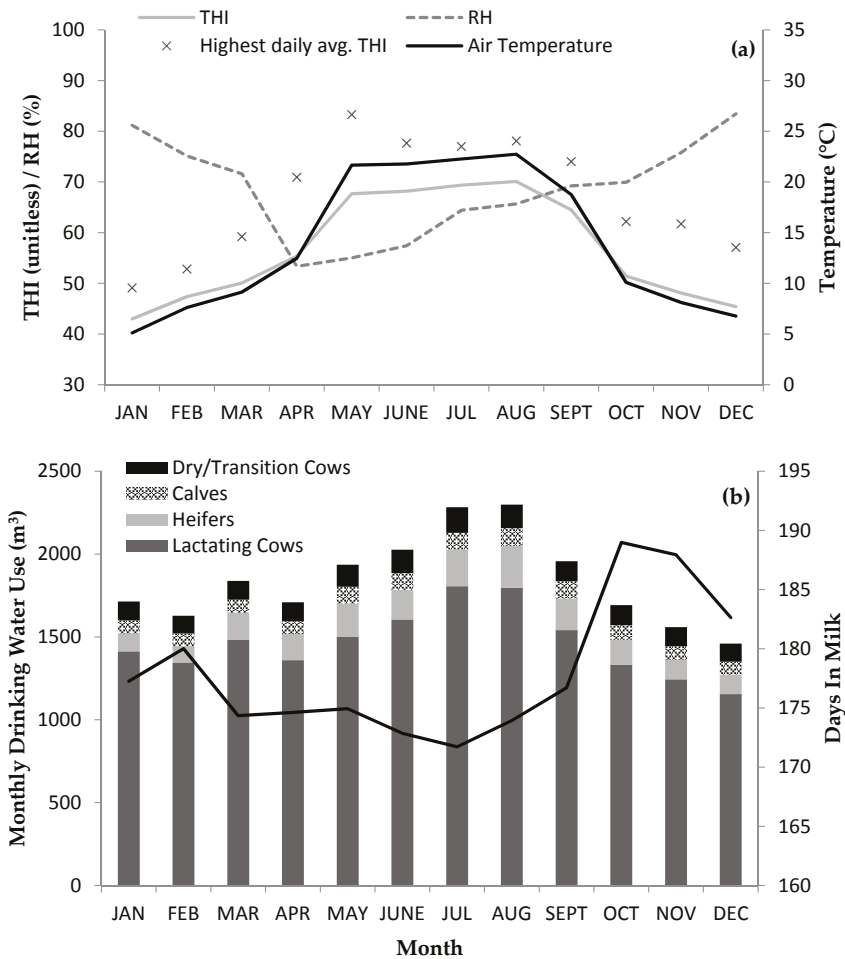 THI RH
Highest daily avg. THI Air Temperature
(a)
THI (unitless) / RH (%)
100
90
80
70
60
50
40
30
35
30
25
20
15
10
5
0
Temperature (°C)
JAN FEB MAR APR MAY JUNE JUL AUG SEPT OCT NOV DEC
Dry/Transition Cows
Calves
Heifers
Lactating Cows
(b)
Monthly Drinking Water Use (m³)
2500
2000
1500
1000
500
0
195
190
185
180
175
170
165
160
Days In Milk
JAN FEB MAR APR MAY JUNE JUL AUG SEPT OCT NOV DEC
Month